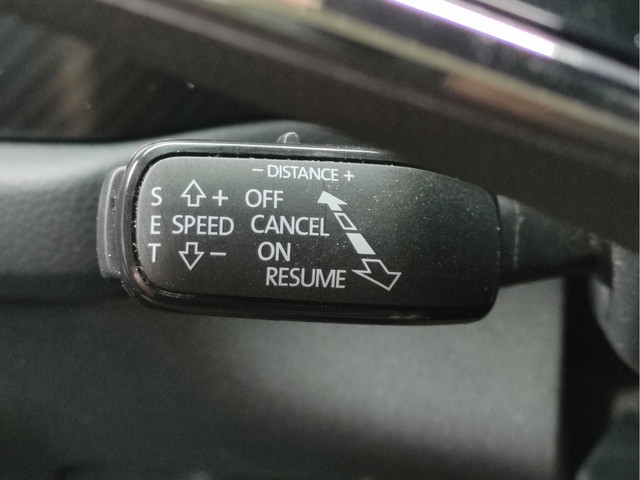 - DISTANCE +
S + OFF
E SPEED CANCEL
T - ON
RESUME